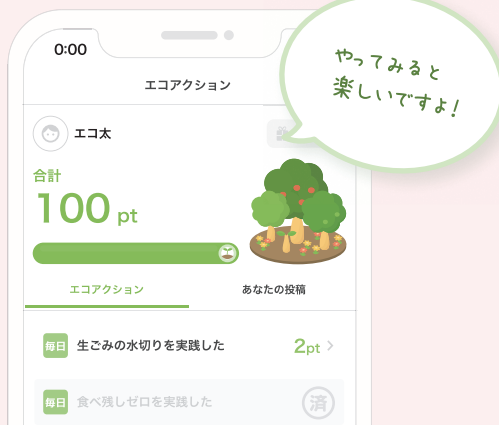 0:00
やってみると
楽しいですよ!
エコアクション
エコ太
合計
100 pt
エコアクション
あなたの投稿
毎日 生ごみの水切りを実践した 2pt
毎日 食べ残しゼロを実践した 済